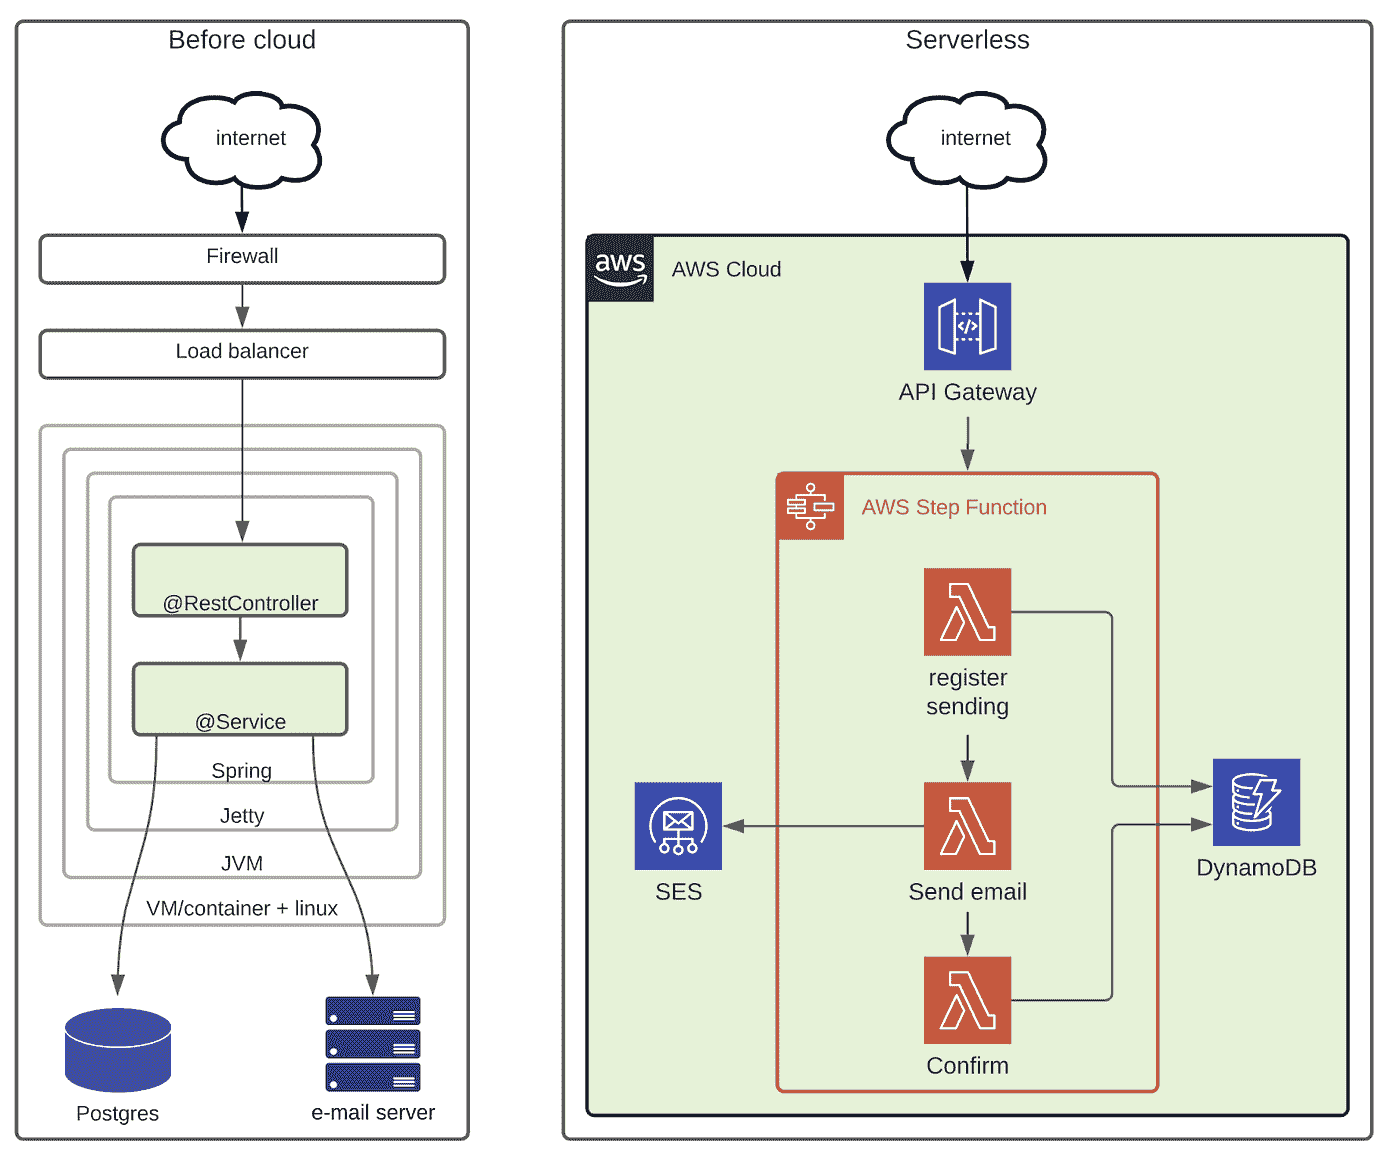 Before cloud
internet
Firewall
Load balancer
@RestController
@Service
Spring
Jetty
JVM
VM/container + linux
Postgres
e-mail server
Serverless
internet
aws
AWS Cloud
</>
API Gateway
AWS Step Function
register
sending
Send email
SES
DynamoDB
Confirm